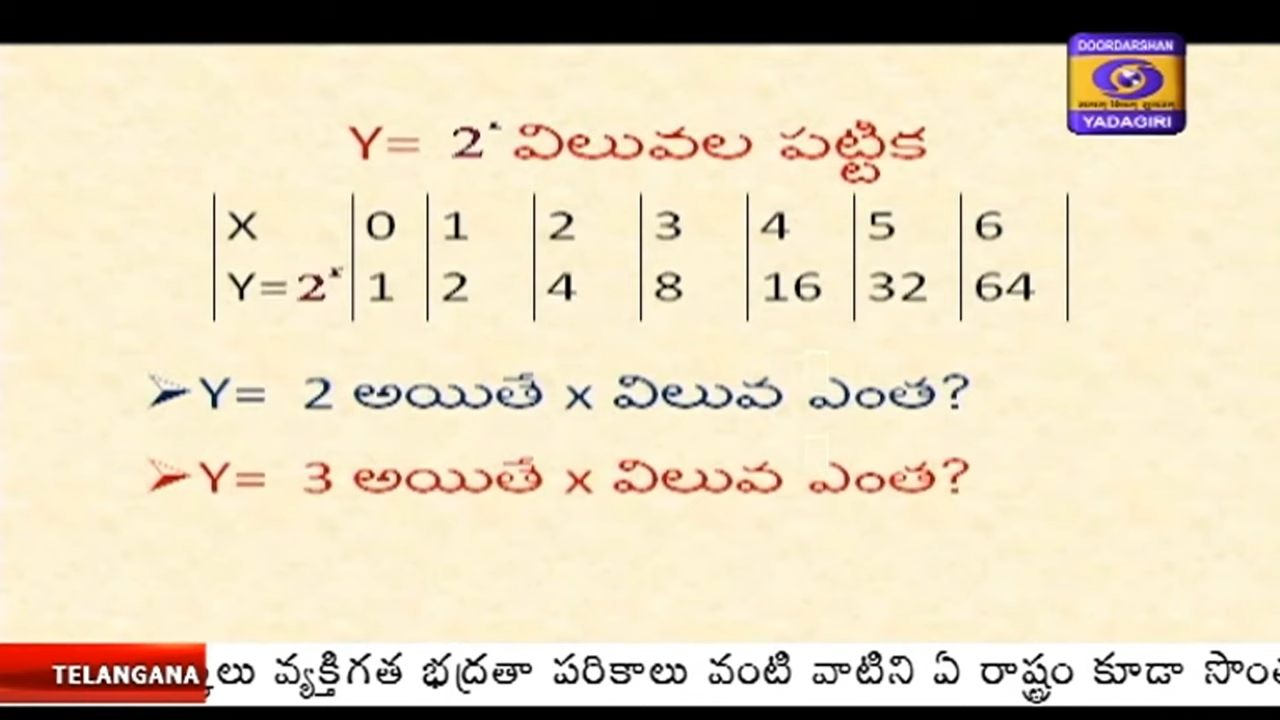 DOORDARSHAN
YADAGIRI
Y= 2ˣ విలువల పట్టిక
X 0 1 2 3 4 5 6
Y=2ˣ 1 2 4 8 16 32 64
➢Y= 2 అయితే x విలువ ఎంత?
➢Y= 3 అయితే x విలువ ఎంత?
TELANGANA
వ్యక్తిగత భద్రతా పరికాలు వంటి వాటిని ఏ రాష్ట్రం కూడా